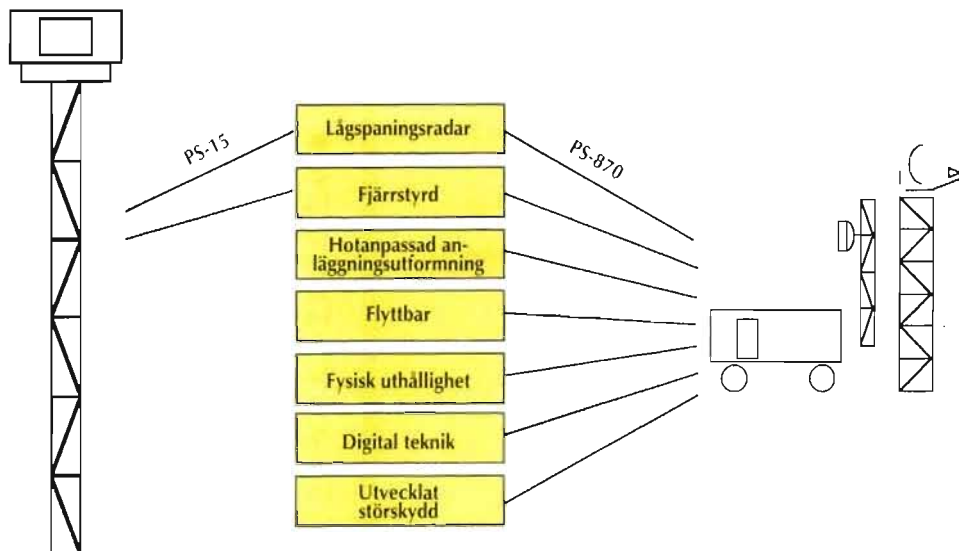 PS-15
Lågspaningsradar
PS-870
Fjärrstyrd
Hotanpassad an-
läggningsutformning
Flyttbar
Fysisk uthållighet
Digital teknik
Utvecklat
störskydd